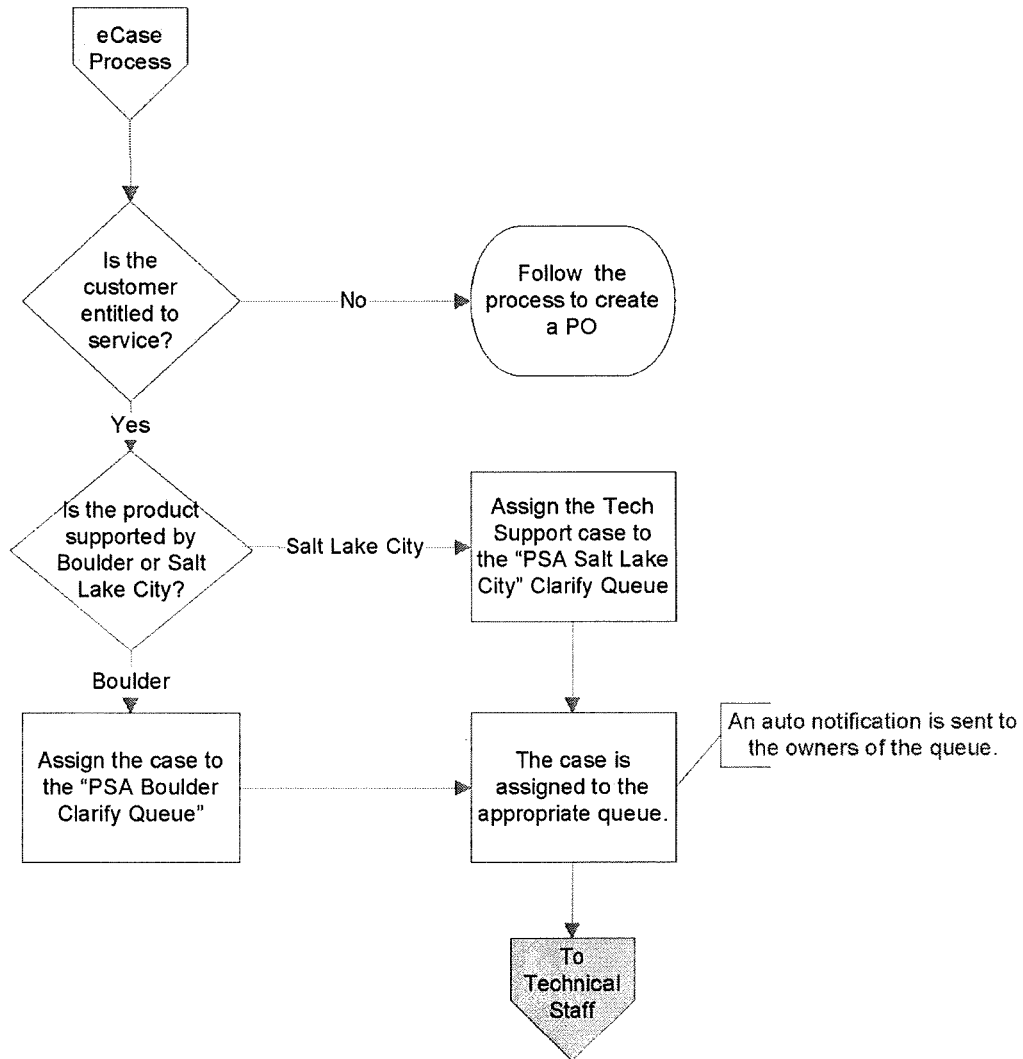 eCase
Process
Is the
customer
entitled to
service?
No
Follow the
process to create
a PO
Yes
Is the product
supported by
Boulder or Salt
Lake City?
Salt Lake City
Assign the Tech
Support case to
the “PSA Salt Lake
City” Clarify Queue
Boulder
Assign the case to
the “PSA Boulder
Clarify Queue”
The case is
assigned to the
appropriate queue.
An auto notification is sent to
the owners of the queue.
To
Technical
Staff